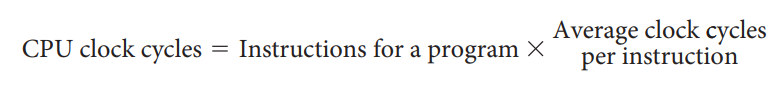 CPU clock cycles = Instructions for a program × Average clock cycles
per instruction